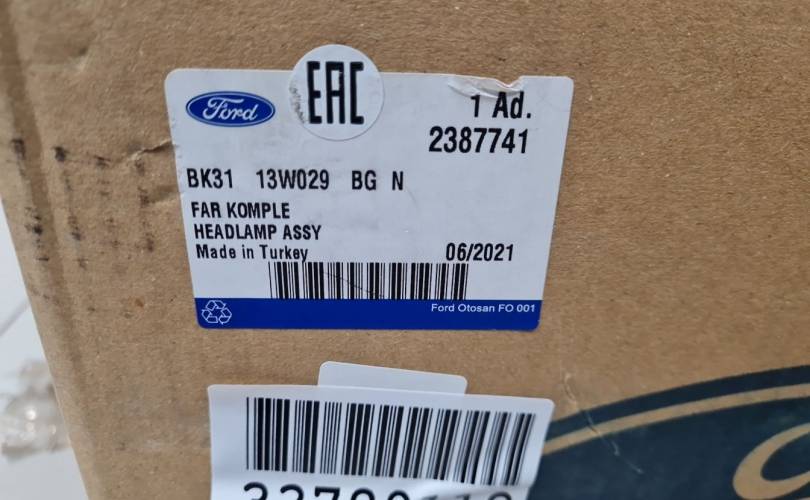 Ford
EAC
1 Ad.
2387741
BK31 13W029 BG N
FAR KOMPLE
HEADLAMP ASSY
Made in Turkey 06/2021
Ford Otosan FO 001